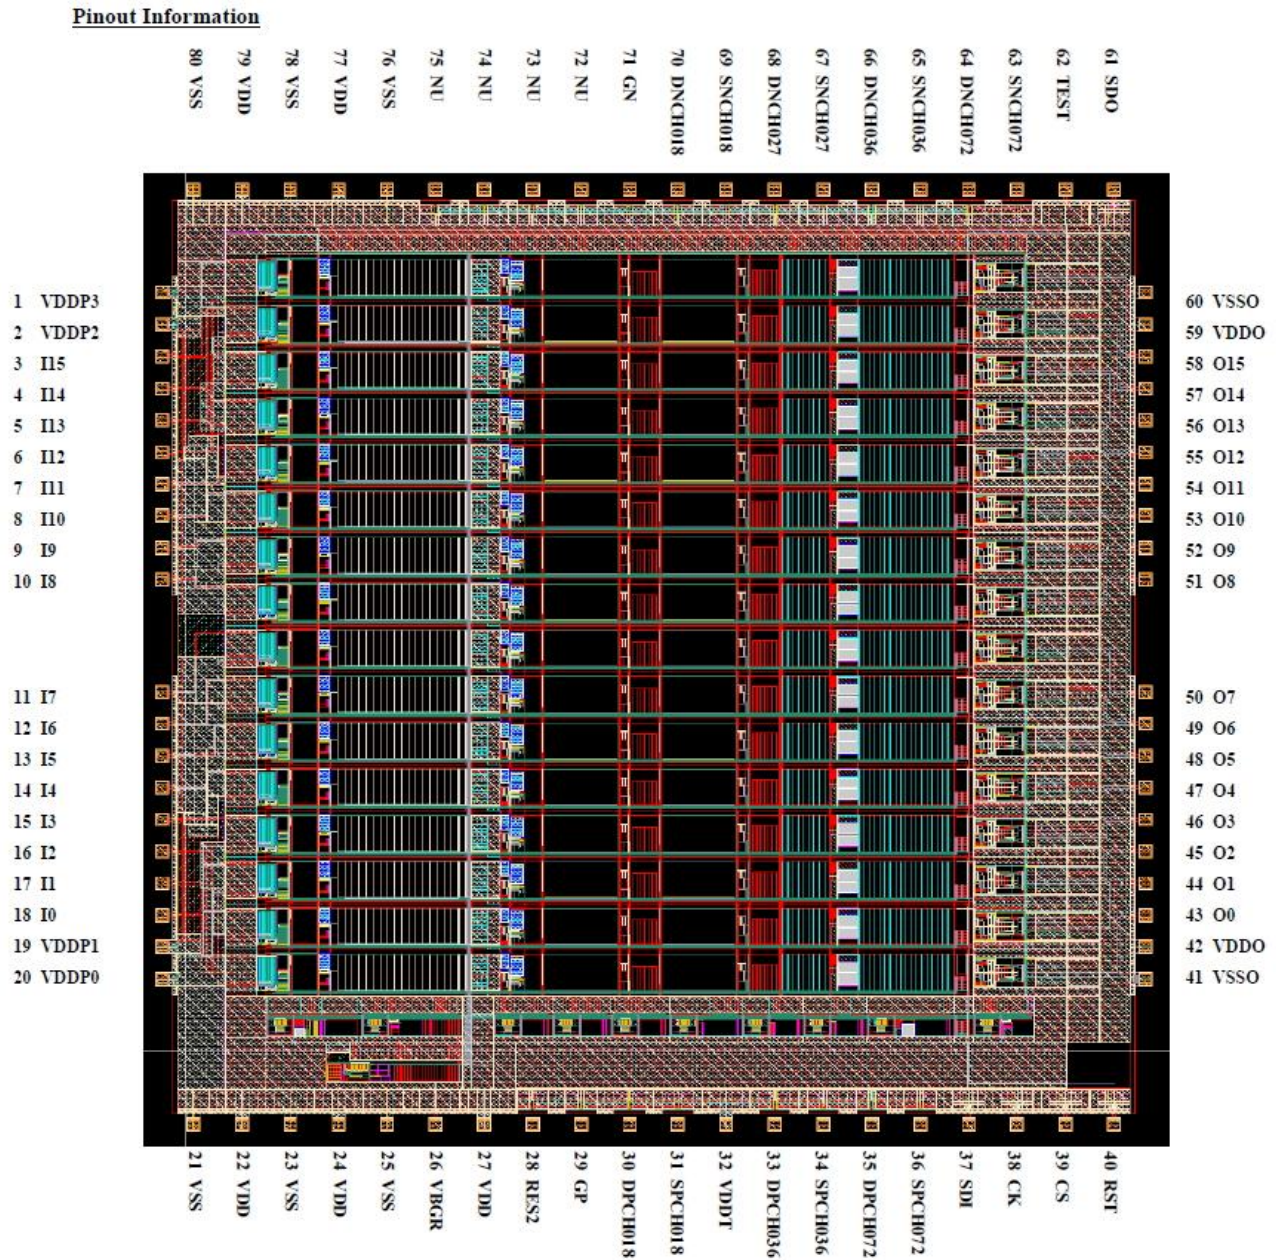 Pinout Information
80 VSS
79 VDD
78 VSS
77 VDD
76 VSS
75 NU
74 NU
73 NU
72 NU
71 GN
70 DNCH018
69 SNCH018
68 DNCH027
67 SNCH027
66 DNCH036
65 SNCH036
64 DNCH072
63 SNCH072
62 TEST
61 SDO
1 VDDP3
2 VDDP2
3 I15
4 I14
5 I13
6 I12
7 I11
8 I10
9 I9
10 I8
11 I7
12 I6
13 I5
14 I4
15 I3
16 I2
17 I1
18 I0
19 VDDP1
20 VDDP0
60 VSSO
59 VDDO
58 O15
57 O14
56 O13
55 O12
54 O11
53 O10
52 O9
51 O8
50 O7
49 O6
48 O5
47 O4
46 O3
45 O2
44 O1
43 O0
42 VDDO
41 VSSO
21 VSS
22 VDD
23 VSS
24 VDD
25 VSS
26 VBGR
27 VDD
28 RES2
29 GP
30 DPCH018
31 SPCH018
32 VDDT
33 DPCH036
34 SPCH036
35 DPCH072
36 SPCH072
37 SDI
38 CK
39 CS
40 RST